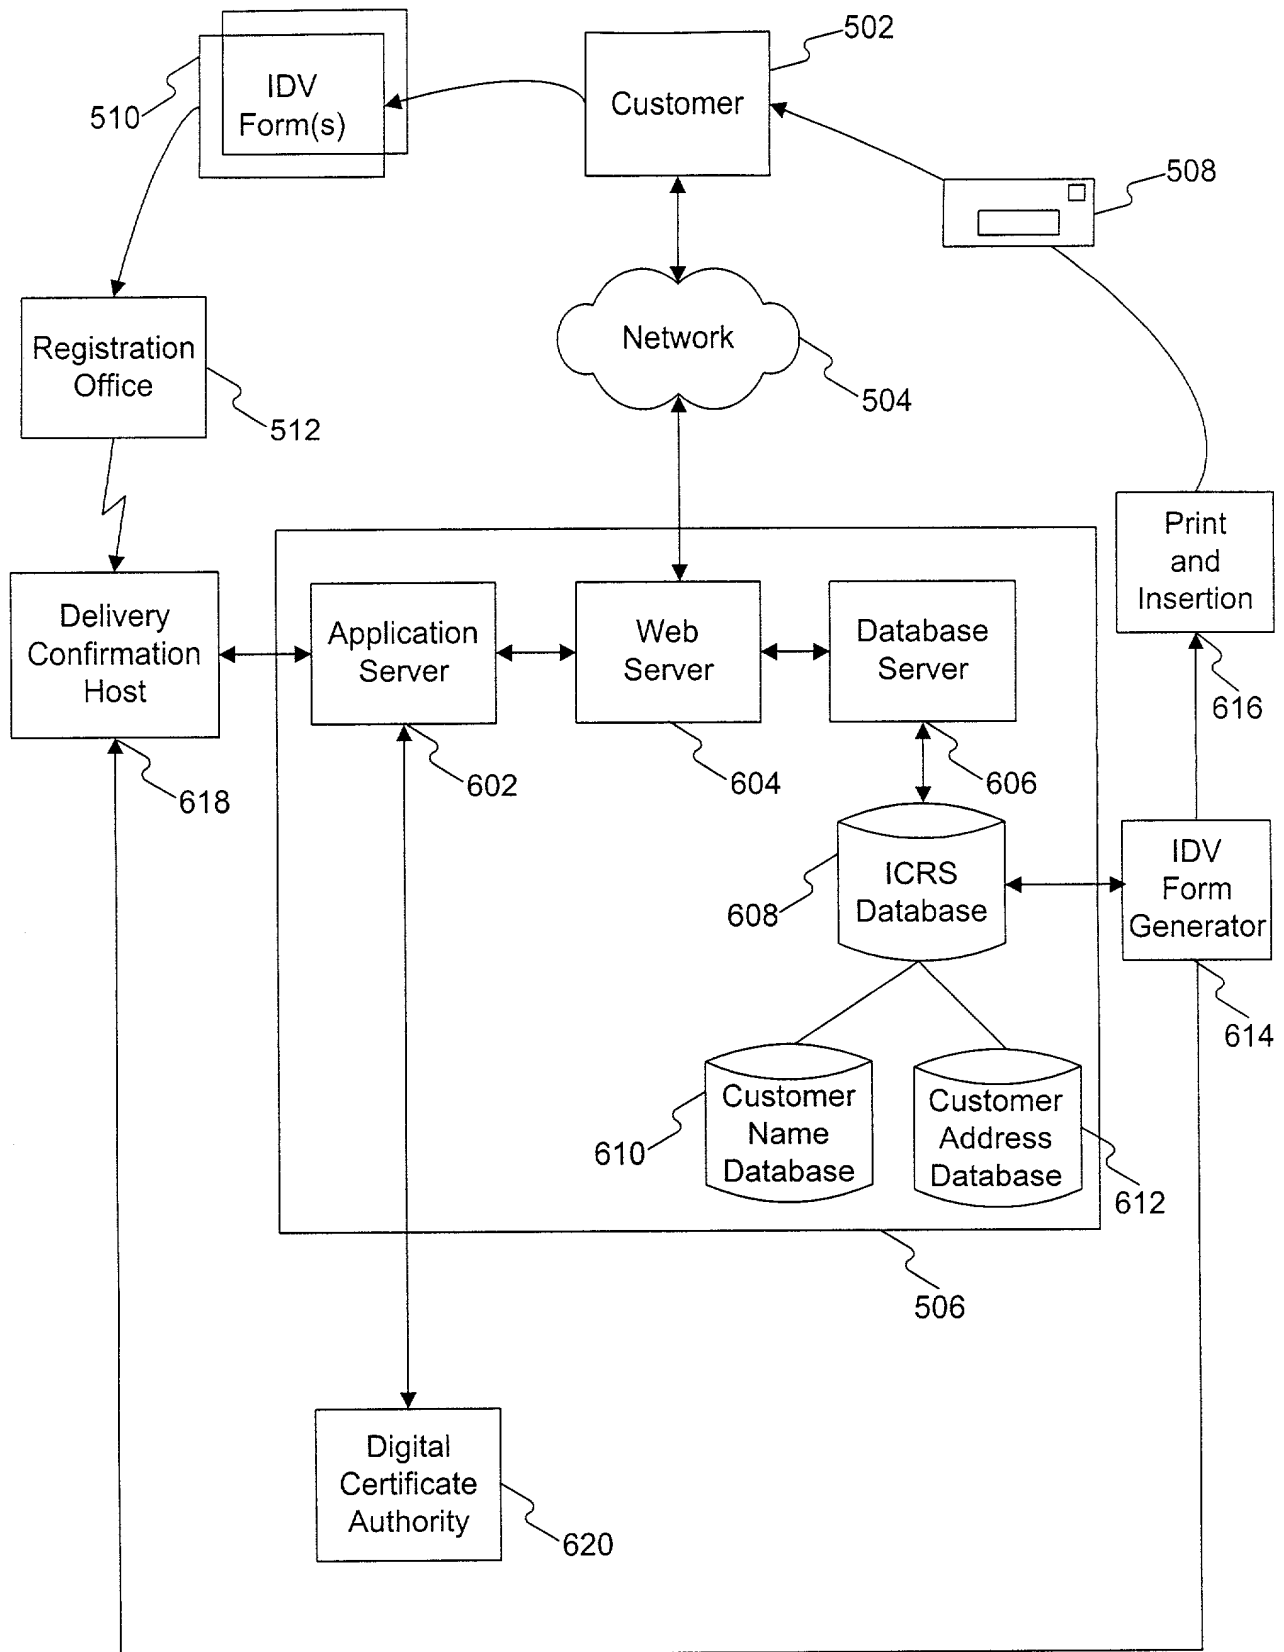 502
IDV
Form(s)
510
Customer
508
Network
504
Registration
Office
512
Print
and
Insertion
616
Delivery
Confirmation
Host
618
Application
Server
602
Web
Server
604
Database
Server
606
ICRS
Database
608
IDV
Form
Generator
614
Customer
Name
Database
610
Customer
Address
Database
612
506
Digital
Certificate
Authority
620